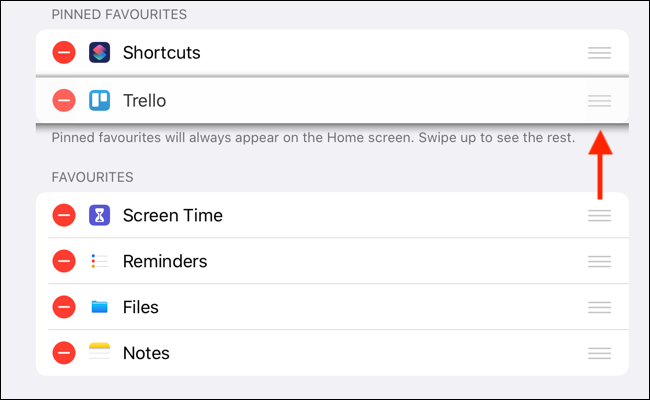 PINNED FAVOURITES
Shortcuts
Trello
Pinned favourites will always appear on the Home screen. Swipe up to see the rest.
FAVOURITES
Screen Time
Reminders
Files
Notes